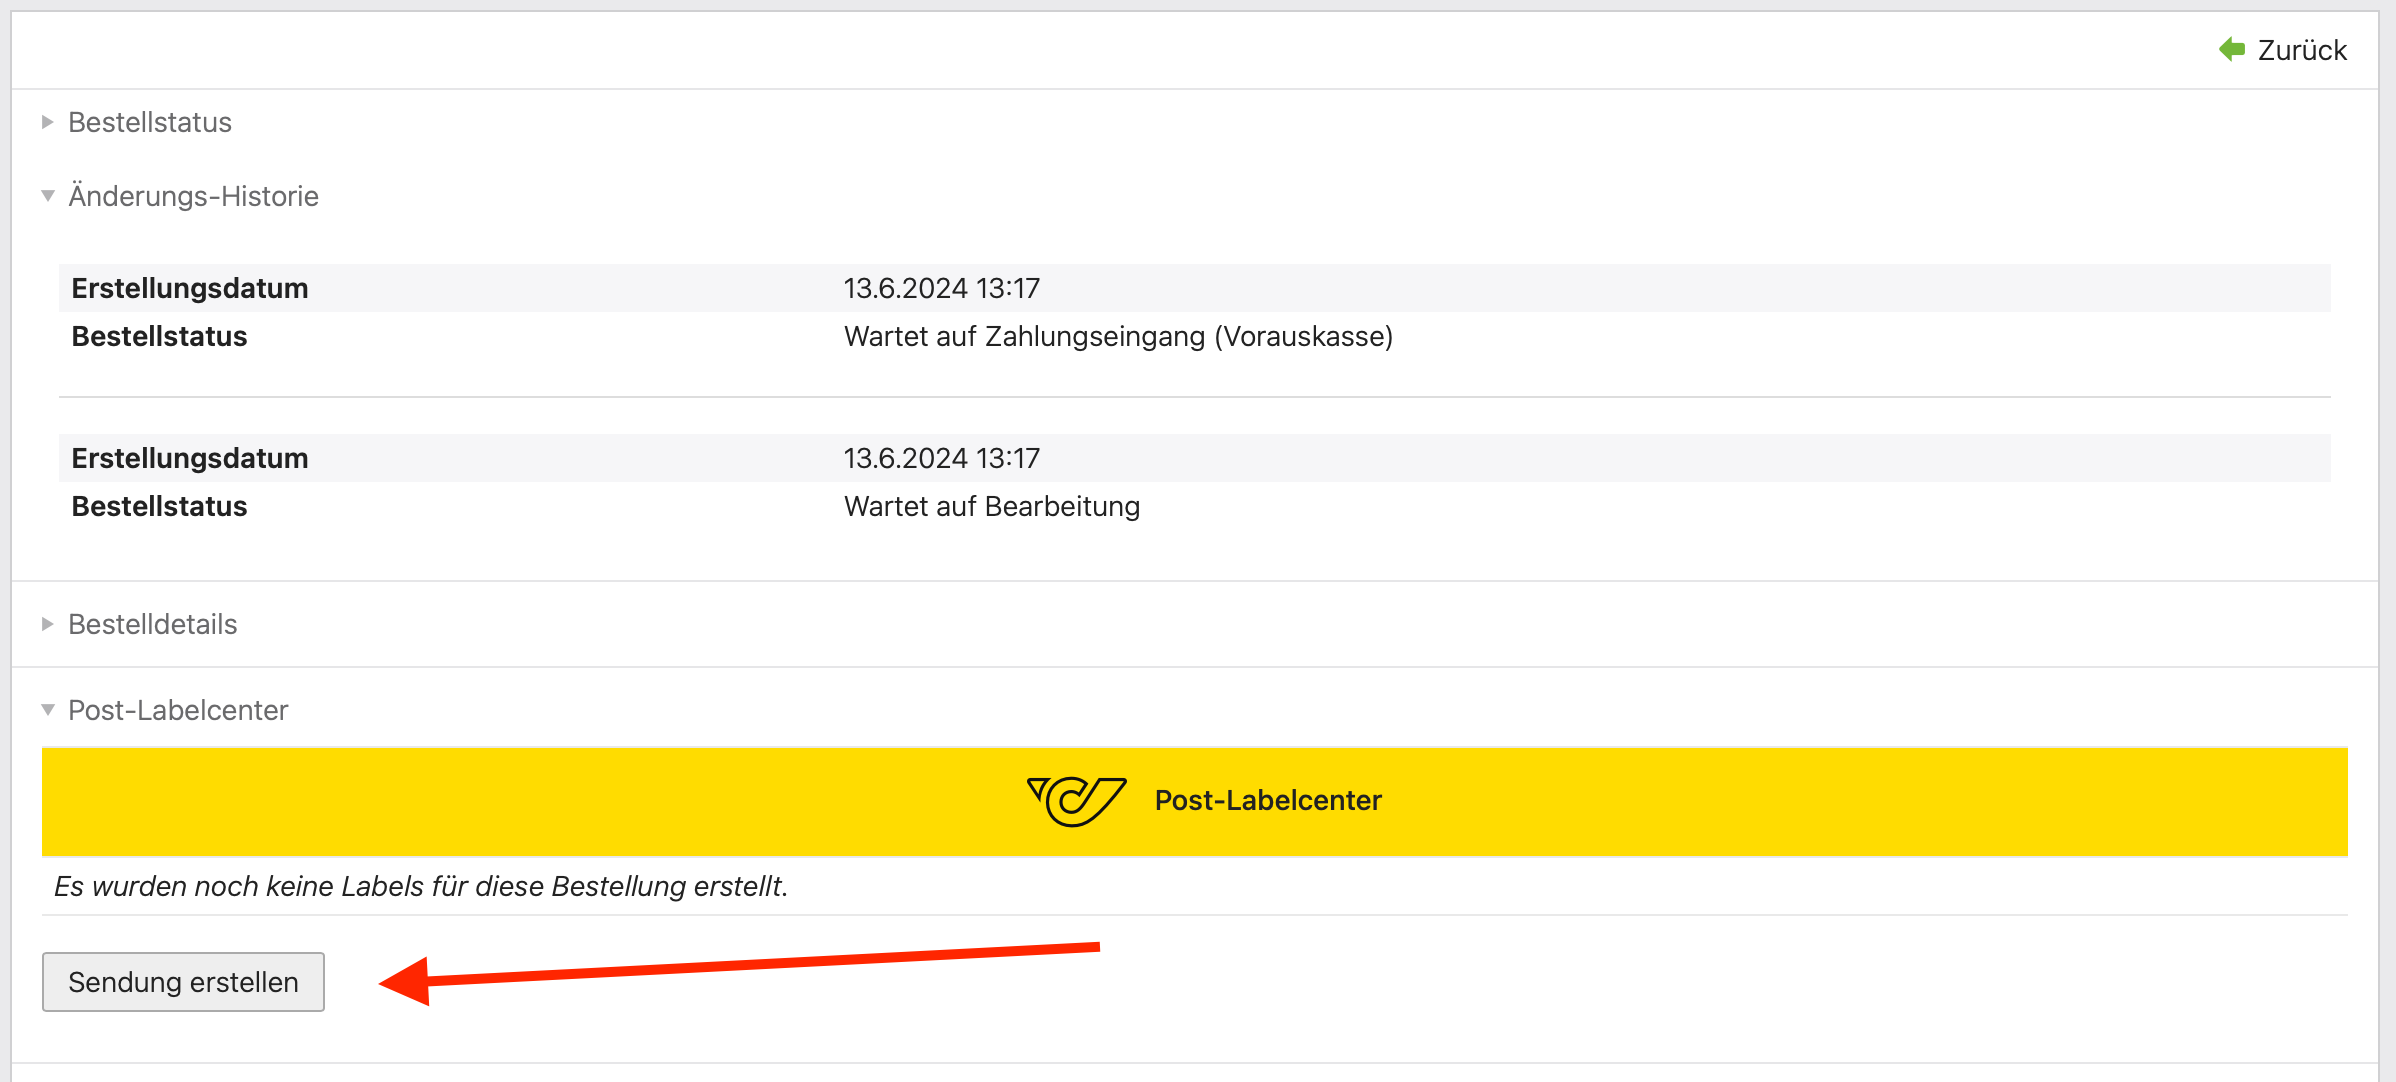 Zurück
Bestellstatus
Änderungs-Historie
Erstellungsdatum 13.6.2024 13:17
Bestellstatus Wartet auf Zahlungseingang (Vorauskasse)
Erstellungsdatum 13.6.2024 13:17
Bestellstatus Wartet auf Bearbeitung
Bestelldetails
Post-Labelcenter
Post-Labelcenter
Es wurden noch keine Labels für diese Bestellung erstellt.
Sendung erstellen